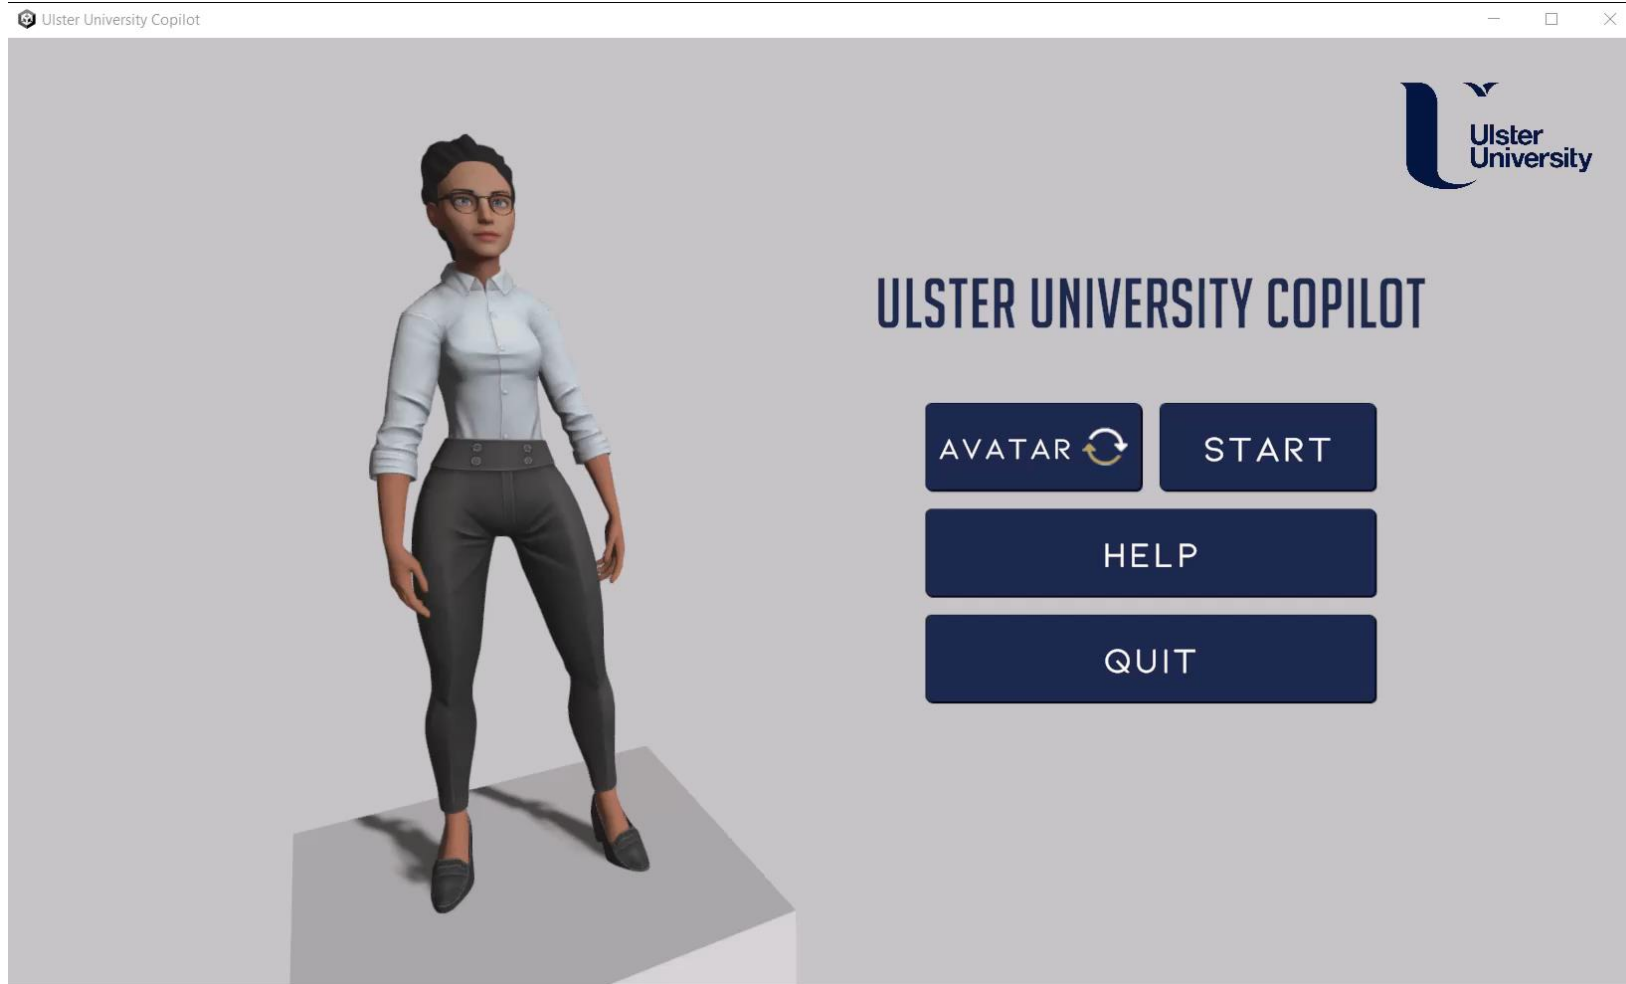 Ulster University Copilot
Ulster
University
ULSTER UNIVERSITY COPILOT
AVATAR
START
HELP
QUIT